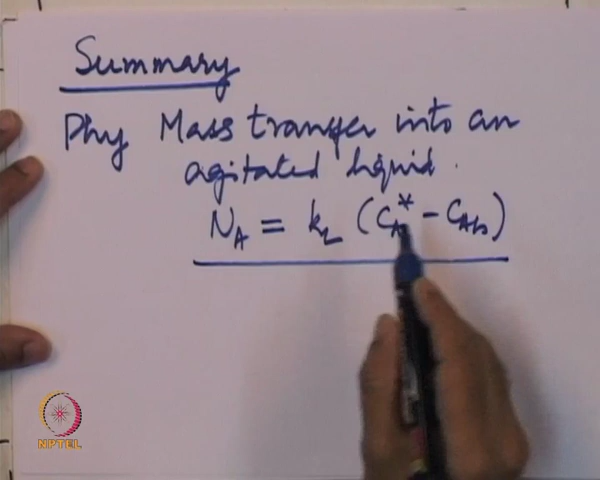 Summary
Phy Mass transfer into an
agitated liquid.
N_A = k_L (C_A* - C_Ab)
NPTEL